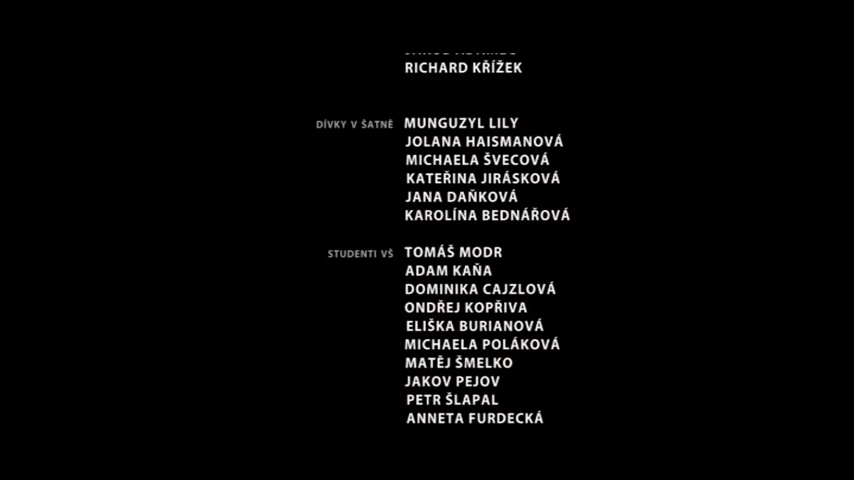 RICHARD KŘÍŽEK
DÍVKY V ŠATNĚ MUNGUZYL LILY
JOLANA HAISMANOVÁ
MICHAELA ŠVECOVÁ
KATEŘINA JIRÁSKOVÁ
JANA DAŇKOVÁ
KAROLÍNA BEDNÁŘOVÁ
STUDENTI VŠ TOMÁŠ MODR
ADAM KAŇA
DOMINIKA CAJZLOVÁ
ONDŘEJ KOPŘIVA
ELIŠKA BURIANOVÁ
MICHAELA POLÁKOVÁ
MATĚJ ŠMELKO
JAKOV PEJOV
PETR ŠLAPAL
ANNETA FURDECKÁ